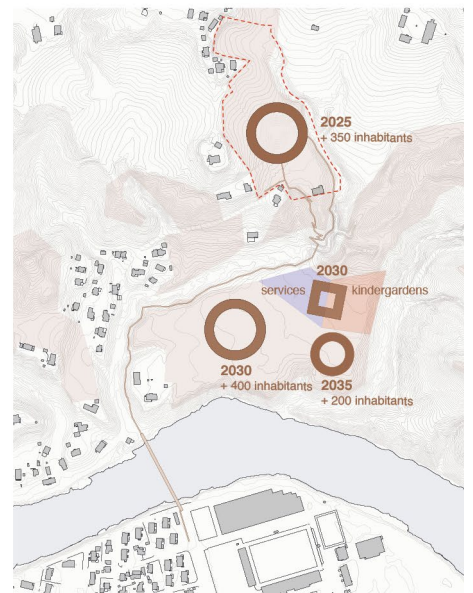 2025
+ 350 inhabitants
2030
services kindergardens
2030
+ 400 inhabitants
2035
+ 200 inhabitants